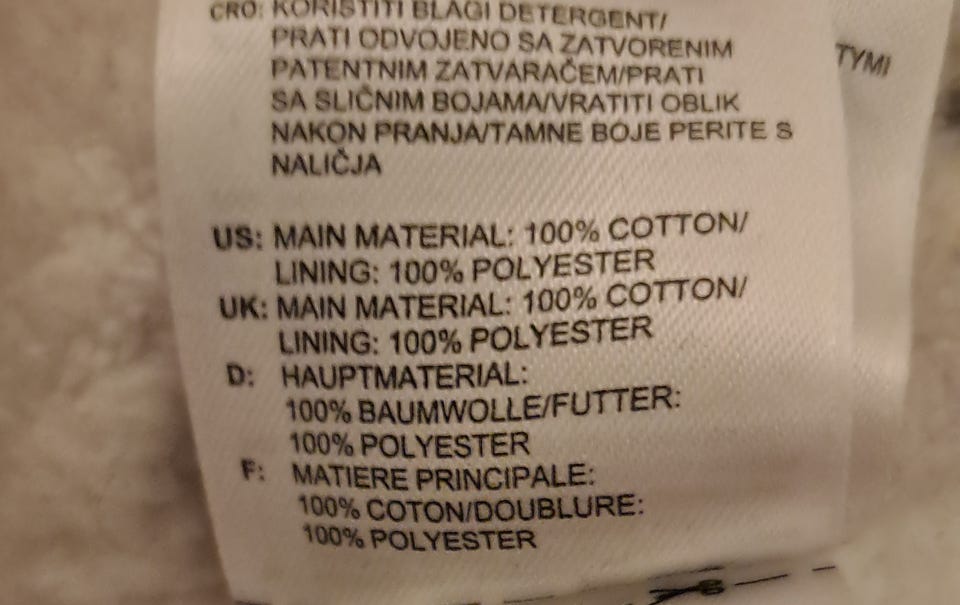 CRO: KORISTITI BLAGI DETERGENT/
PRATI ODVOJENO SA ZATVORENIM
PATENTNIM ZATVARAČEM/PRATI
SA SLIČNIM BOJAMA/VRATITI OBLIK
NAKON PRANJA/TAMNE BOJE PERITE S
NALIČJA
TYMI
US: MAIN MATERIAL: 100% COTTON/
LINING: 100% POLYESTER
UK: MAIN MATERIAL: 100% COTTON/
LINING: 100% POLYESTER
D: HAUPTMATERIAL:
100% BAUMWOLLE/FUTTER:
100% POLYESTER
F: MATIERE PRINCIPALE:
100% COTON/DOUBLURE:
100% POLYESTER